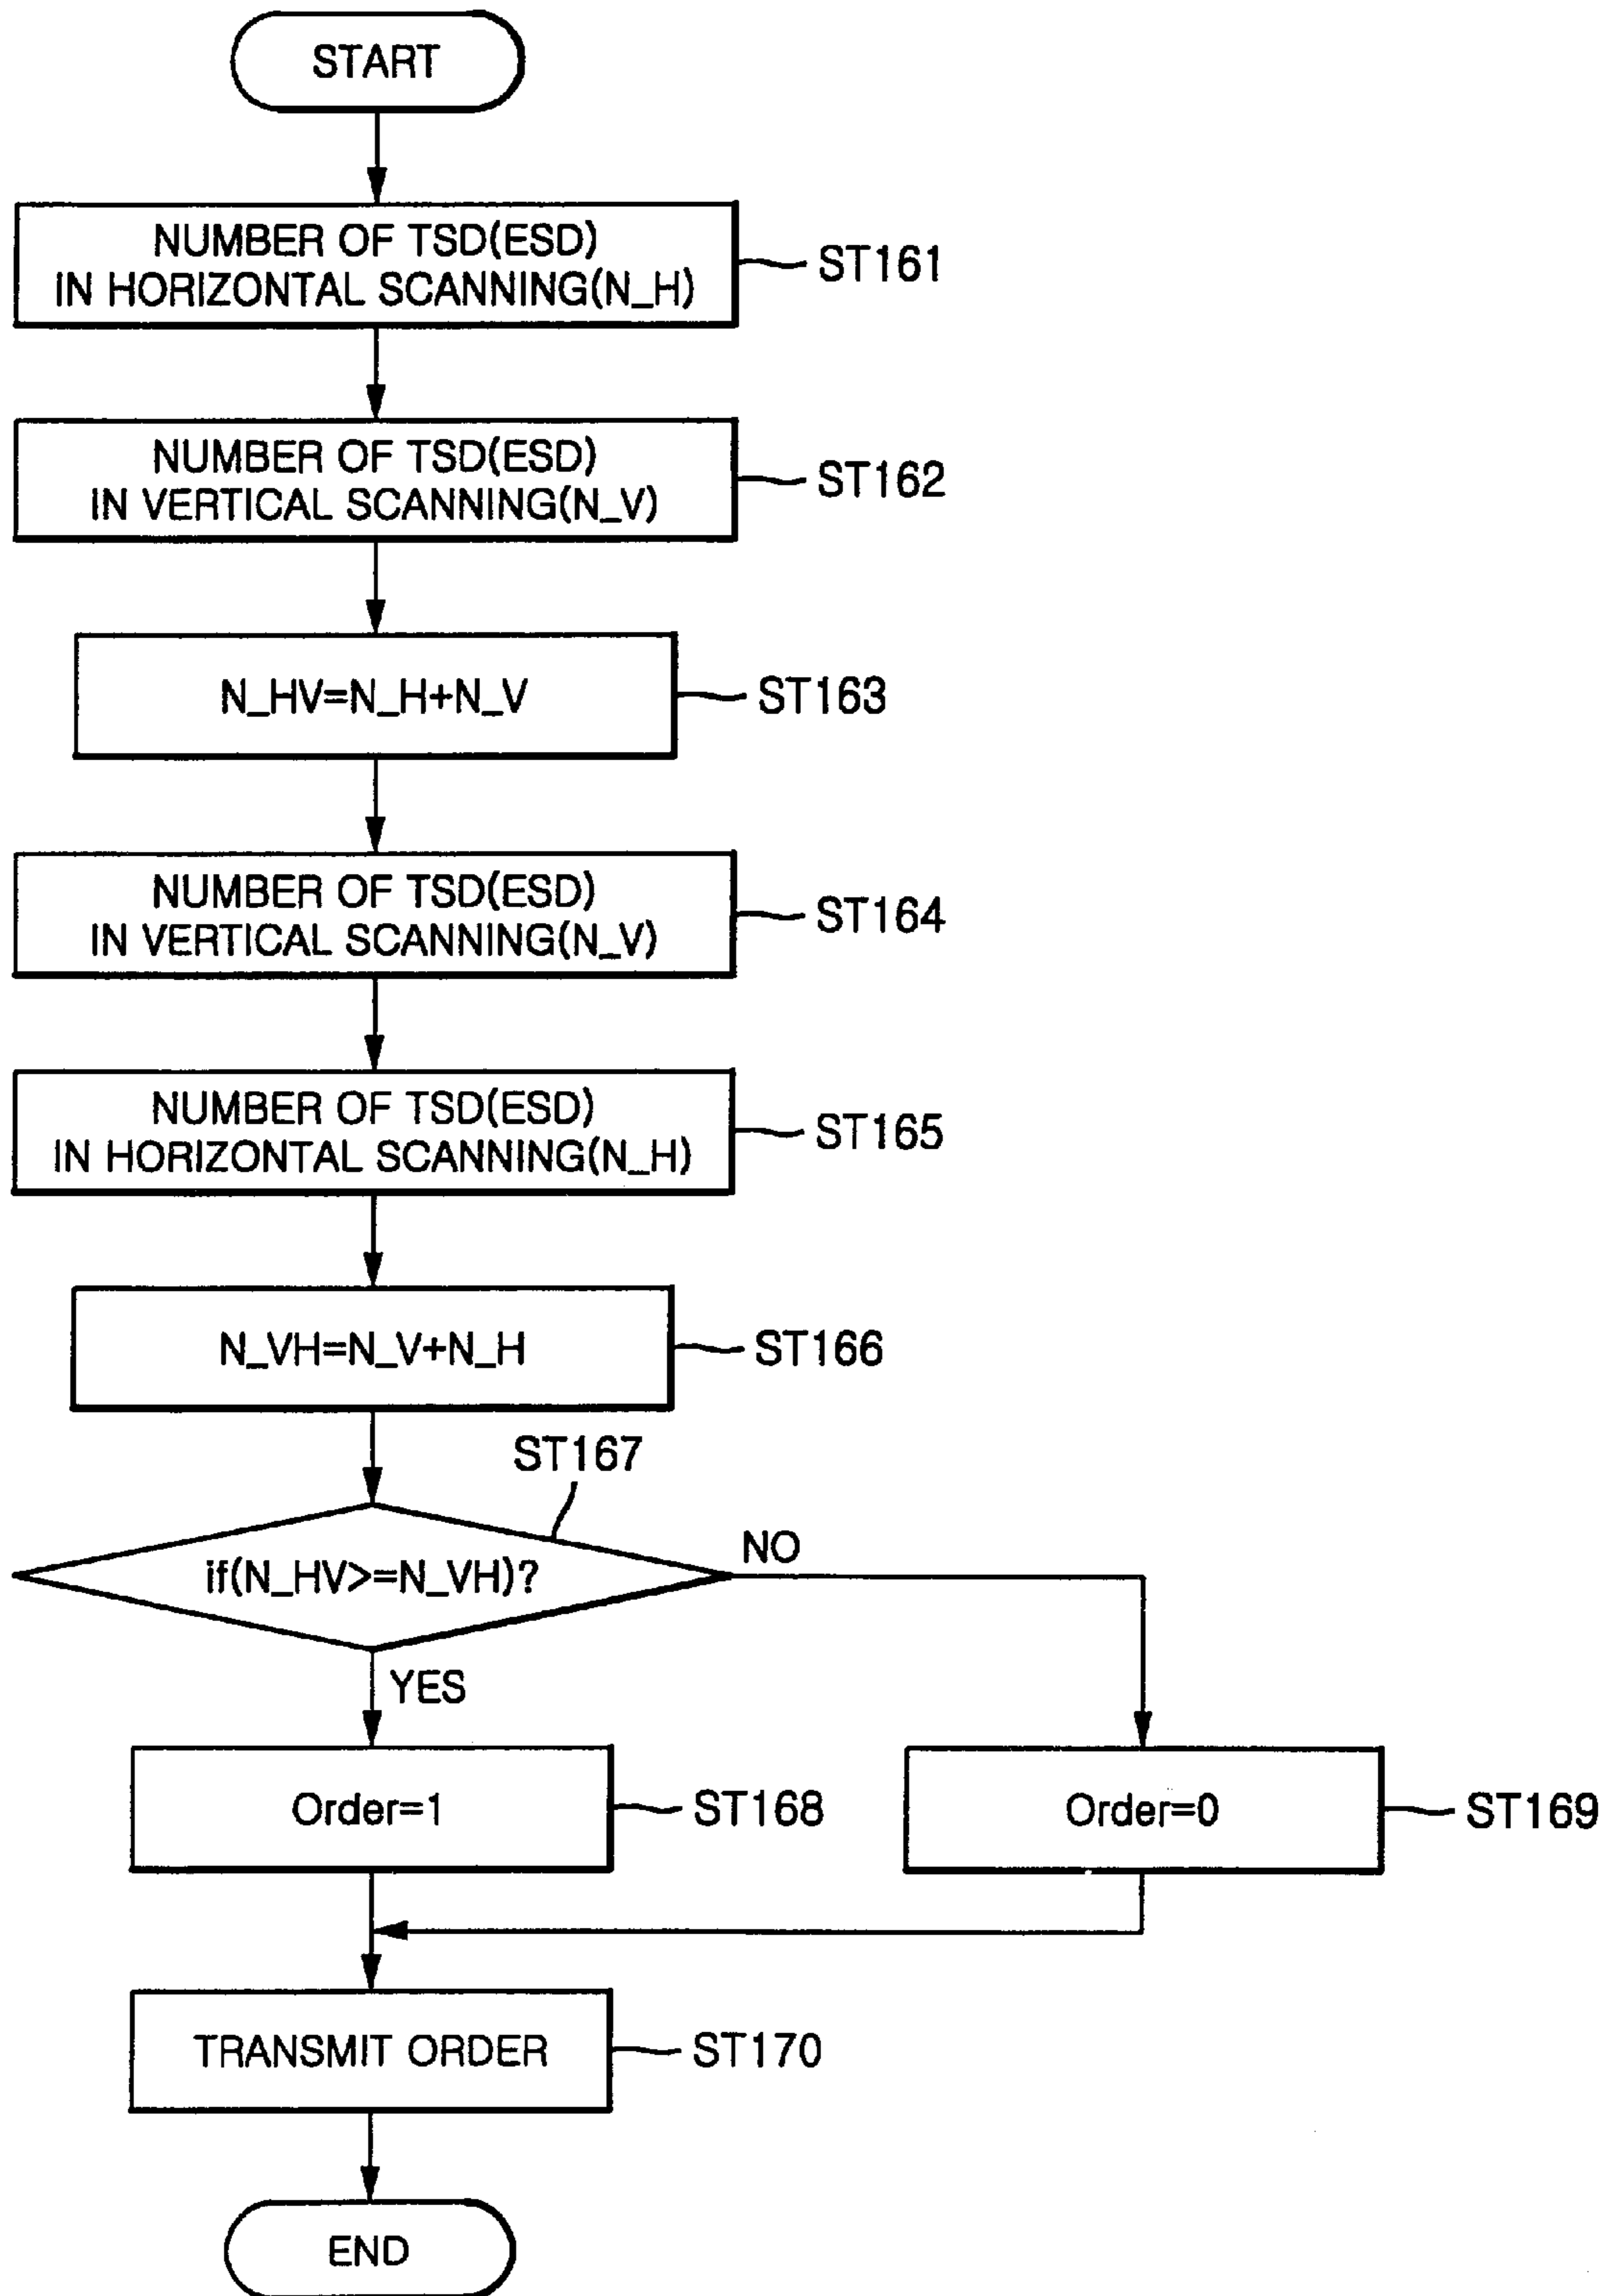 START
NUMBER OF TSD(ESD)
IN HORIZONTAL SCANNING(N_H)
ST161
NUMBER OF TSD(ESD)
IN VERTICAL SCANNING(N_V)
ST162
N_HV=N_H+N_V
ST163
NUMBER OF TSD(ESD)
IN VERTICAL SCANNING(N_V)
ST164
NUMBER OF TSD(ESD)
IN HORIZONTAL SCANNING(N_H)
ST165
N_VH=N_V+N_H
ST166
ST167
if(N_HV>=N_VH)?
NO
YES
Order=1
ST168
Order=0
ST169
TRANSMIT ORDER
ST170
END